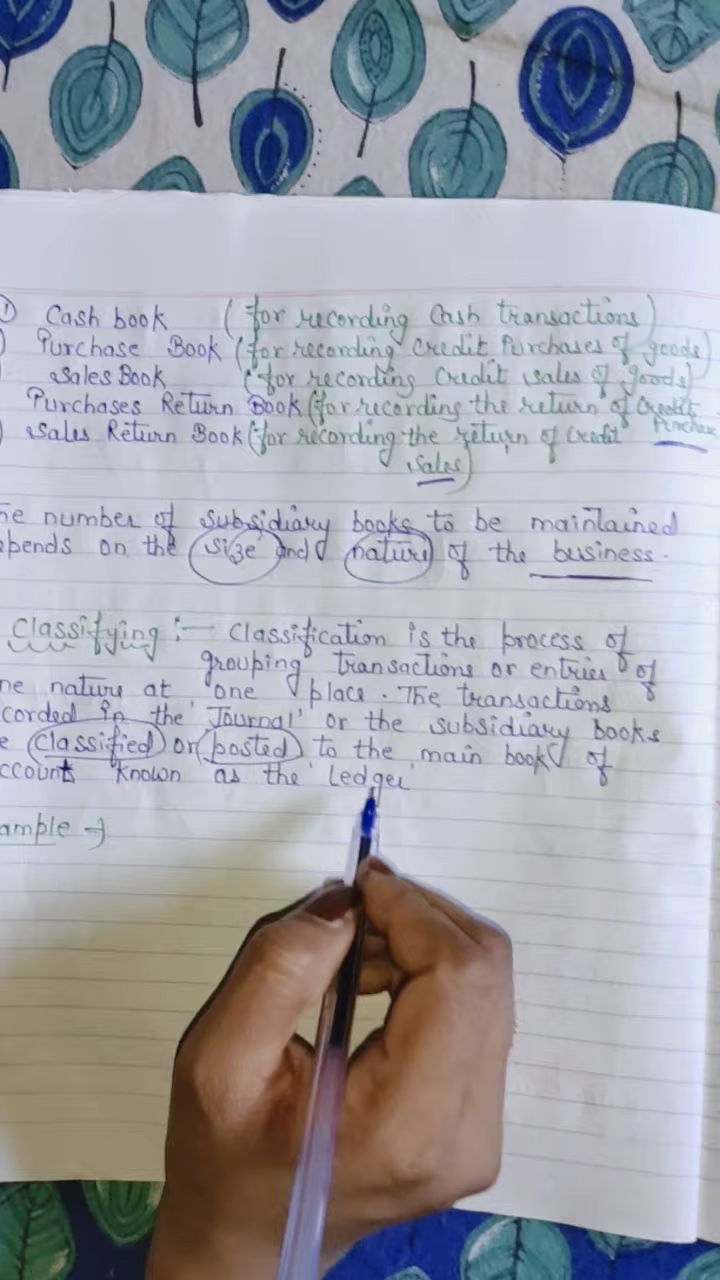 ① Cash book (for recording Cash transactions)
Purchase Book (for recording Credit Purchases of goods)
Sales Book (for recording Credit sales of goods)
Purchases Return Book (for recording the return of Credit Purchase
Sales Return Book (for recording the return of Credit
sales)
he number of subsidiary books to be maintained
epends on the size and nature of the business.
Classifying :- Classification is the process of
grouping transactions or entries of
me nature at one place. The transactions
corded in the 'Journal' or the subsidiary books
e classified or posted to the main book of
ccounts known as the 'Ledger'
ample →